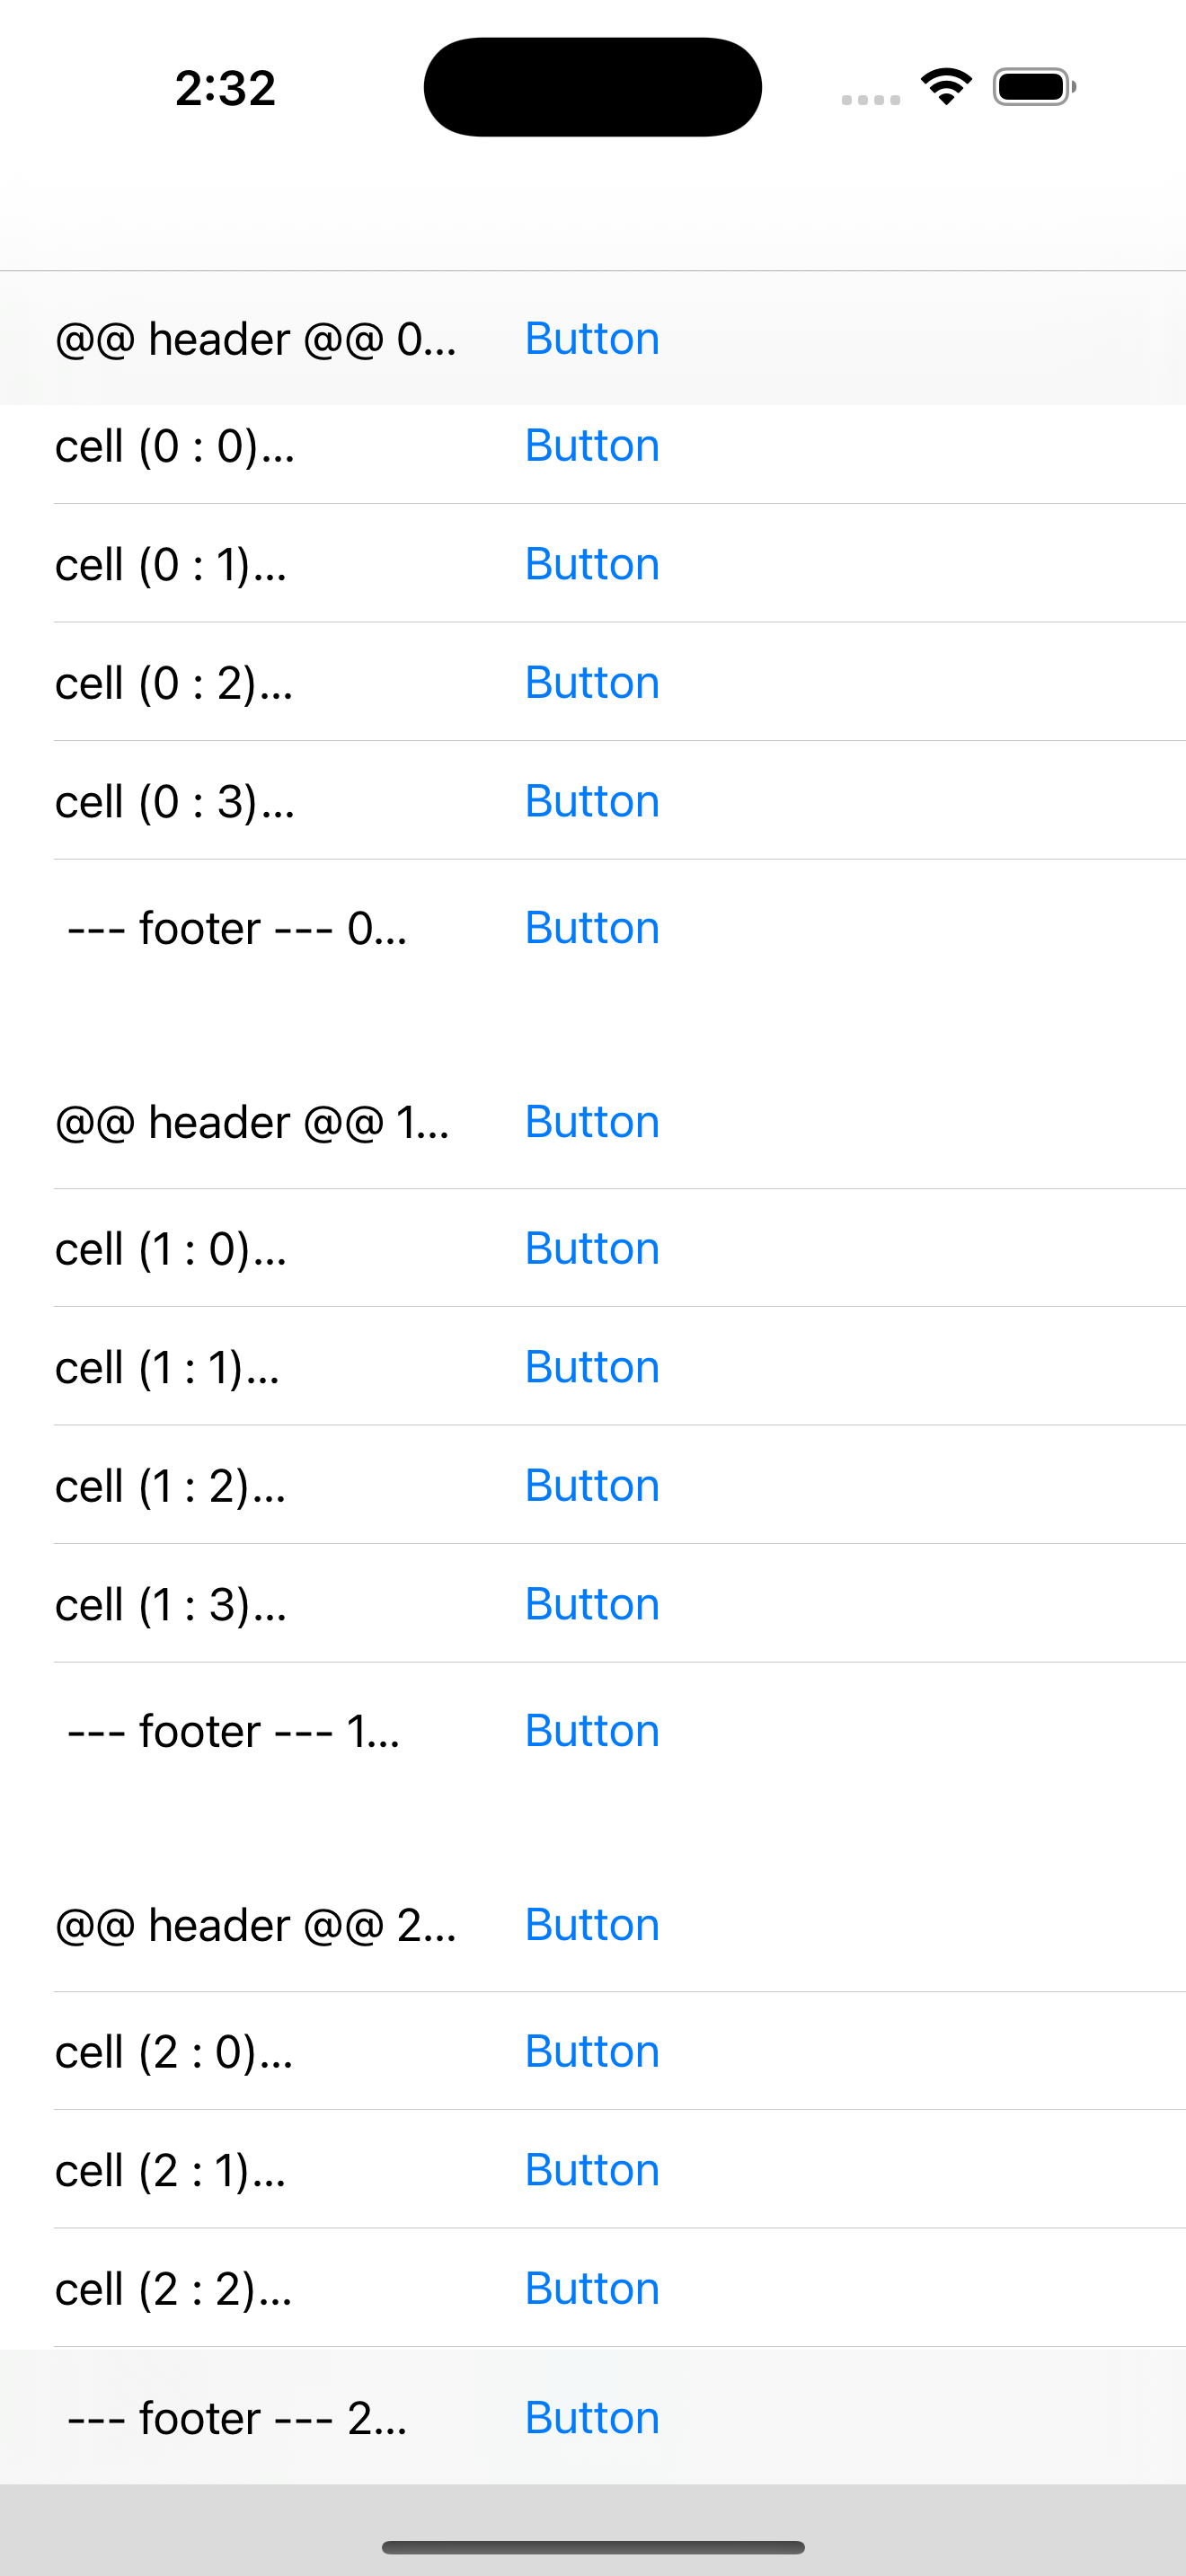 2:32
@@ header @@ 0... Button
cell (0 : 0)... Button
cell (0 : 1)... Button
cell (0 : 2)... Button
cell (0 : 3)... Button
--- footer --- 0... Button
@@ header @@ 1... Button
cell (1 : 0)... Button
cell (1 : 1)... Button
cell (1 : 2)... Button
cell (1 : 3)... Button
--- footer --- 1... Button
@@ header @@ 2... Button
cell (2 : 0)... Button
cell (2 : 1)... Button
cell (2 : 2)... Button
--- footer --- 2... Button